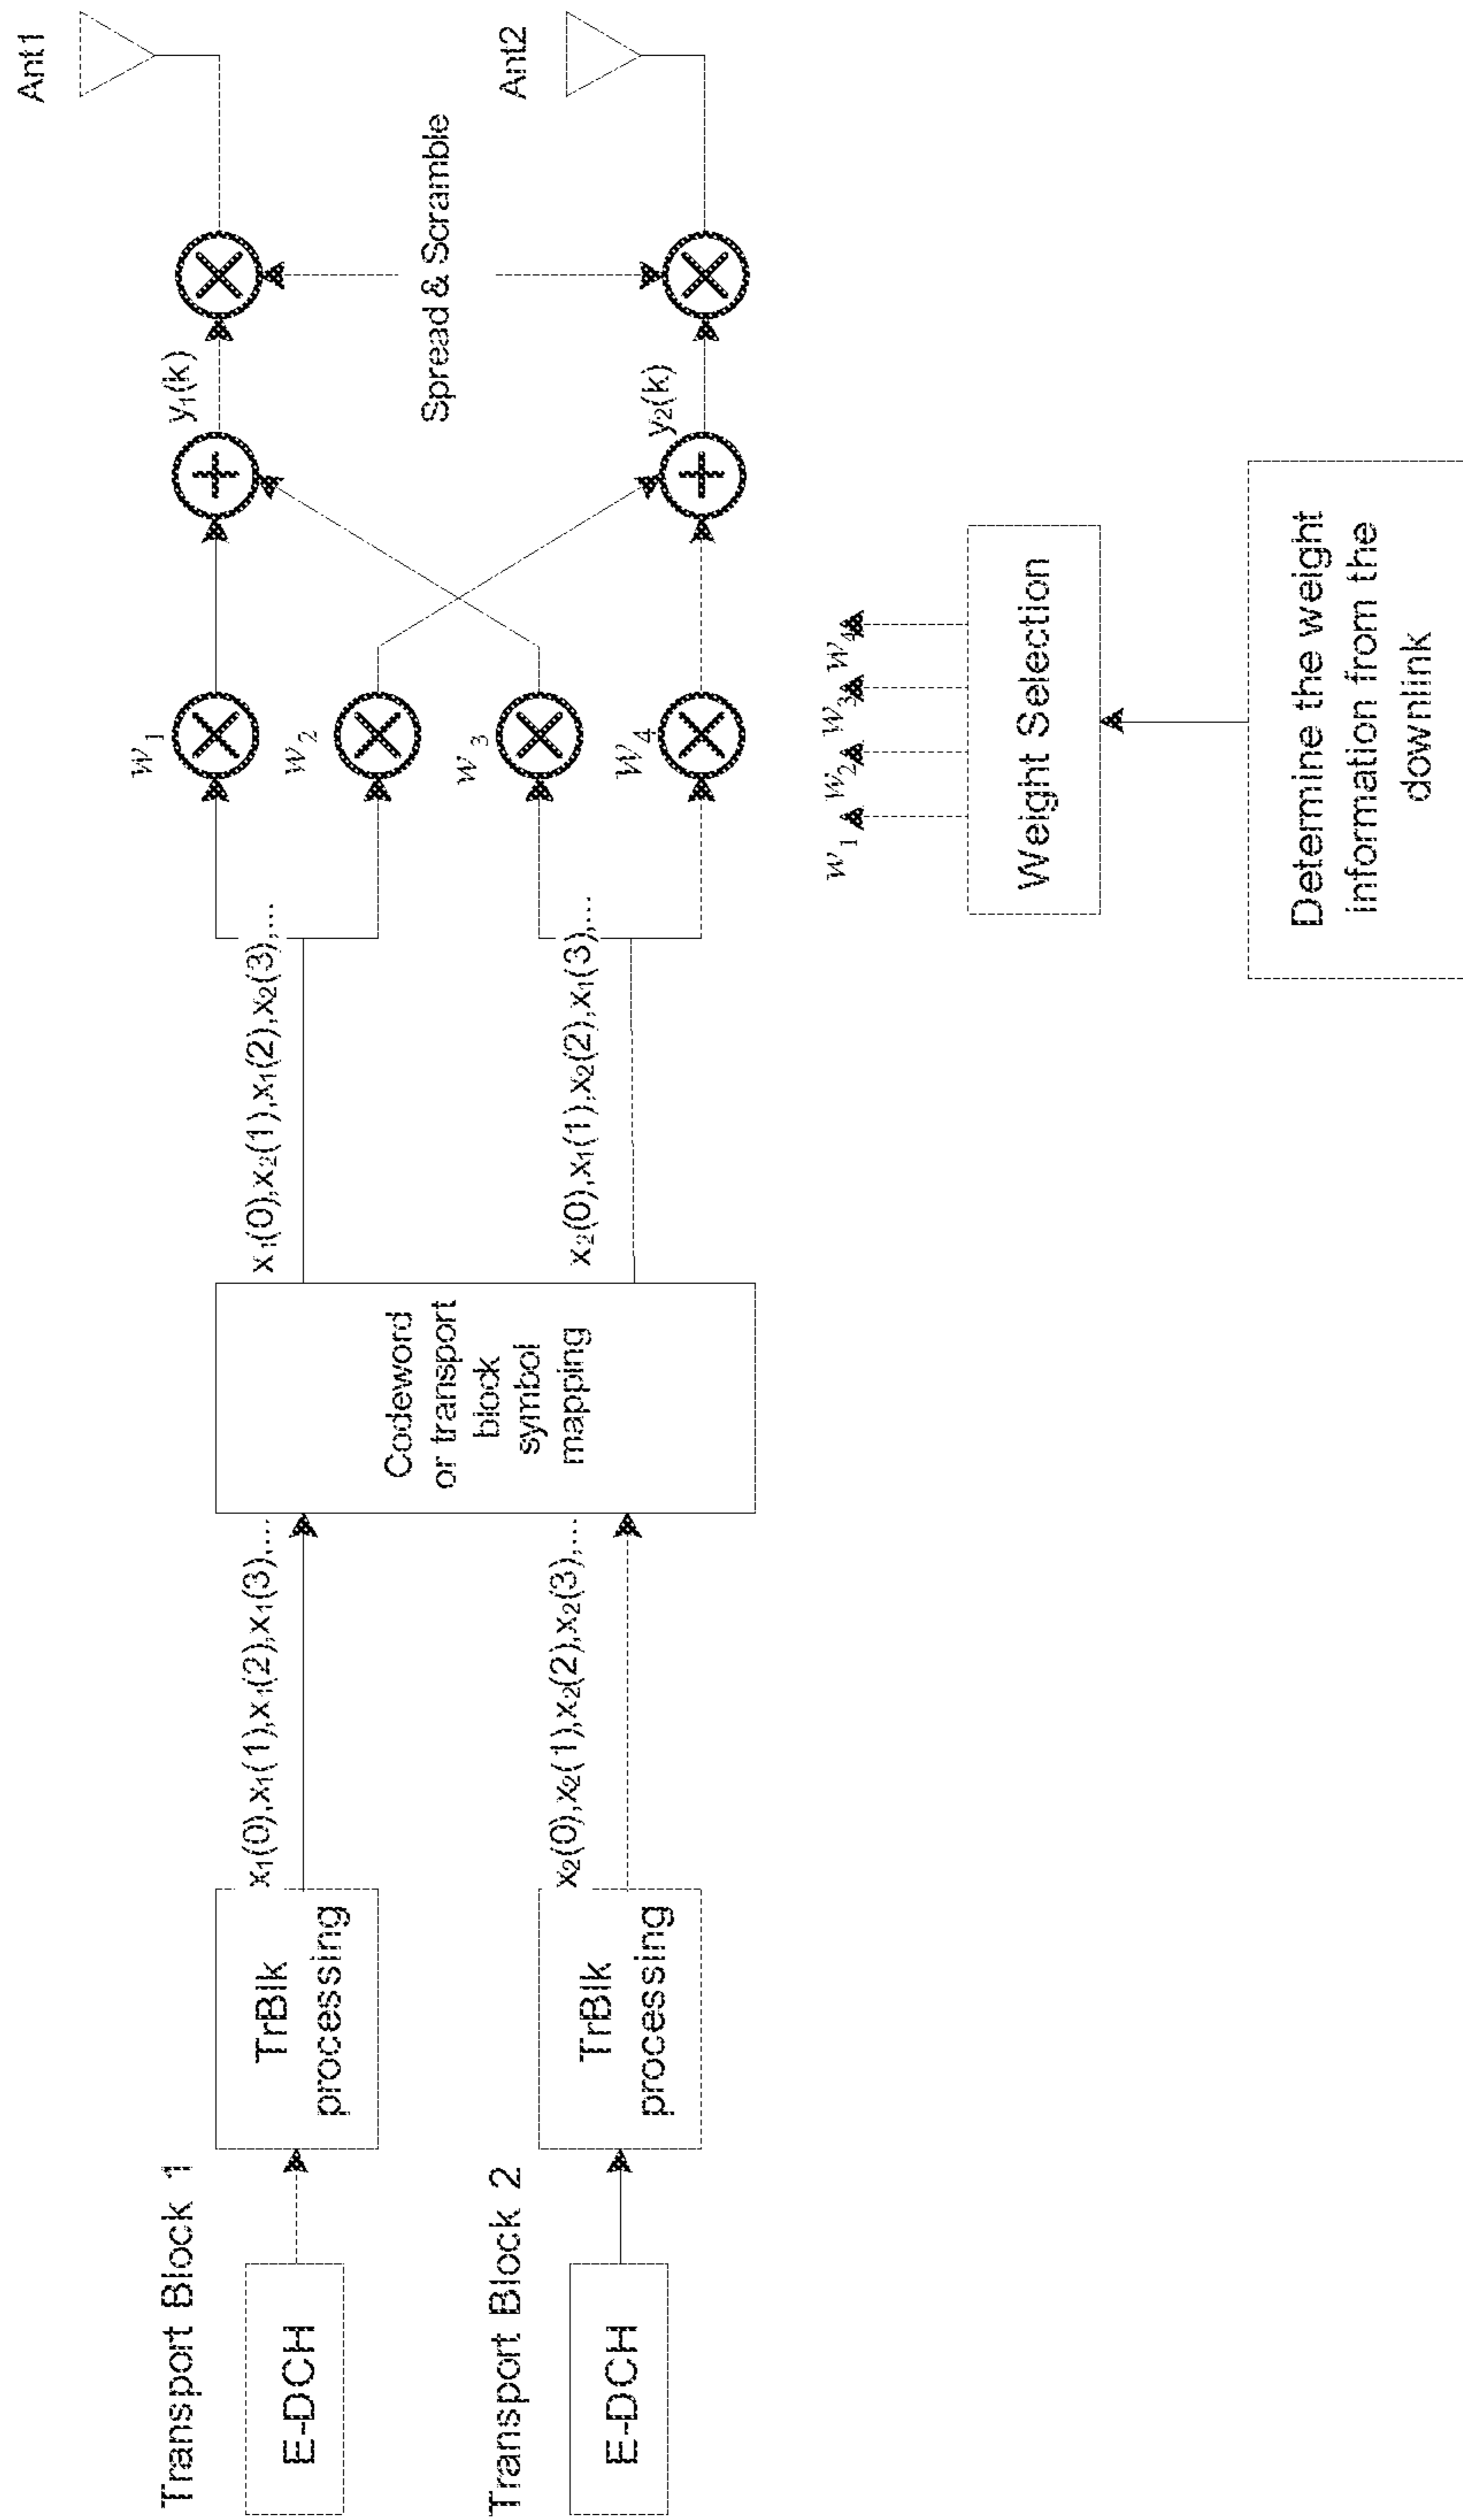 Transport Block 1
E-DCH
TrBlk
processing
x₁(0),x₁(1),x₁(2),x₁(3),...
Transport Block 2
E-DCH
TrBlk
processing
x₂(0),x₂(1),x₂(2),x₂(3),...
Codeword
or transport
block
symbol
mapping
x₁(0),x₂(1),x₁(2),x₂(3),...
x₂(0),x₁(1),x₂(2),x₁(3),...
w₁
w₂
w₃
w₄
y₁(k)
y₂(k)
Spread & Scramble
Ant1
Ant2
w₁ w₂ w₃ w₄
Weight Selection
Determine the weight
information from the
downlink